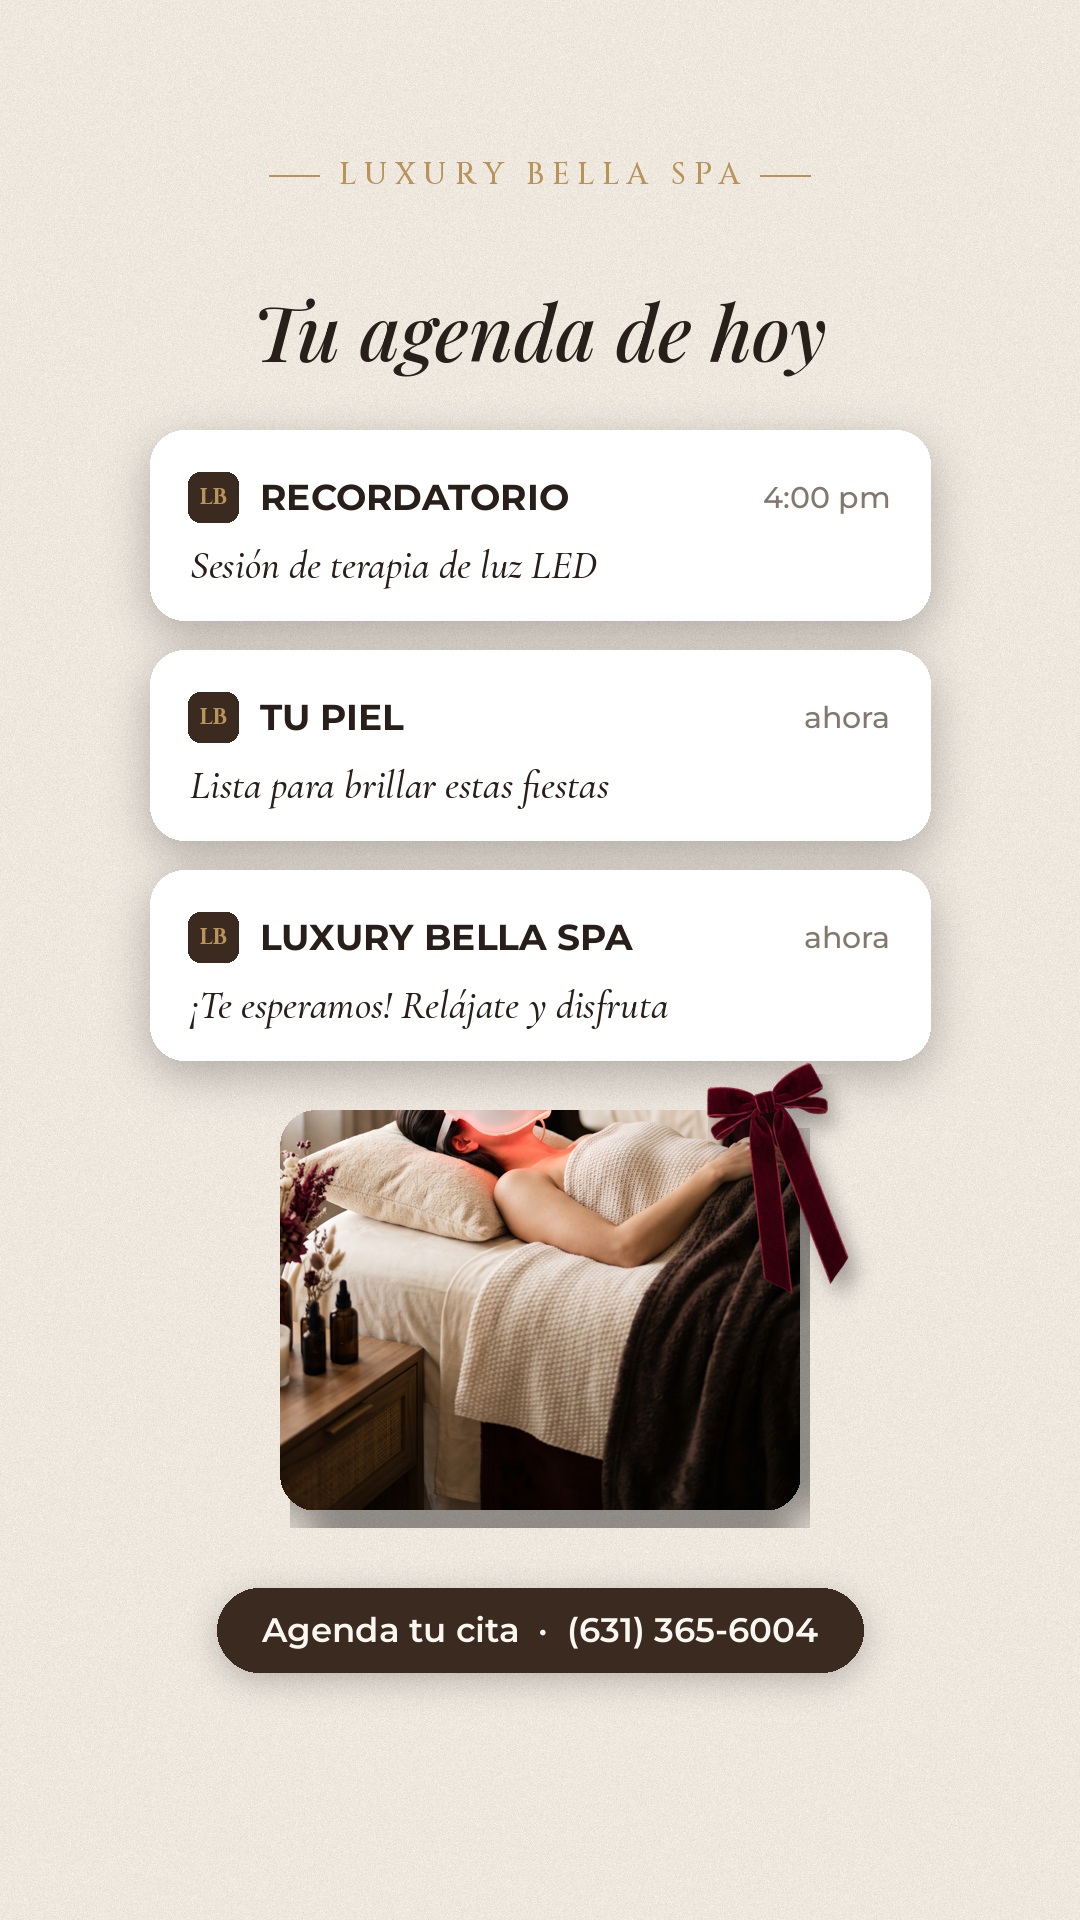 LUXURY BELLA SPA
Tu agenda de hoy
LB RECORDATORIO 4:00 pm
Sesión de terapia de luz LED
LB TU PIEL ahora
Lista para brillar estas fiestas
LB LUXURY BELLA SPA ahora
¡Te esperamos! Relájate y disfruta
Agenda tu cita · (631) 365-6004